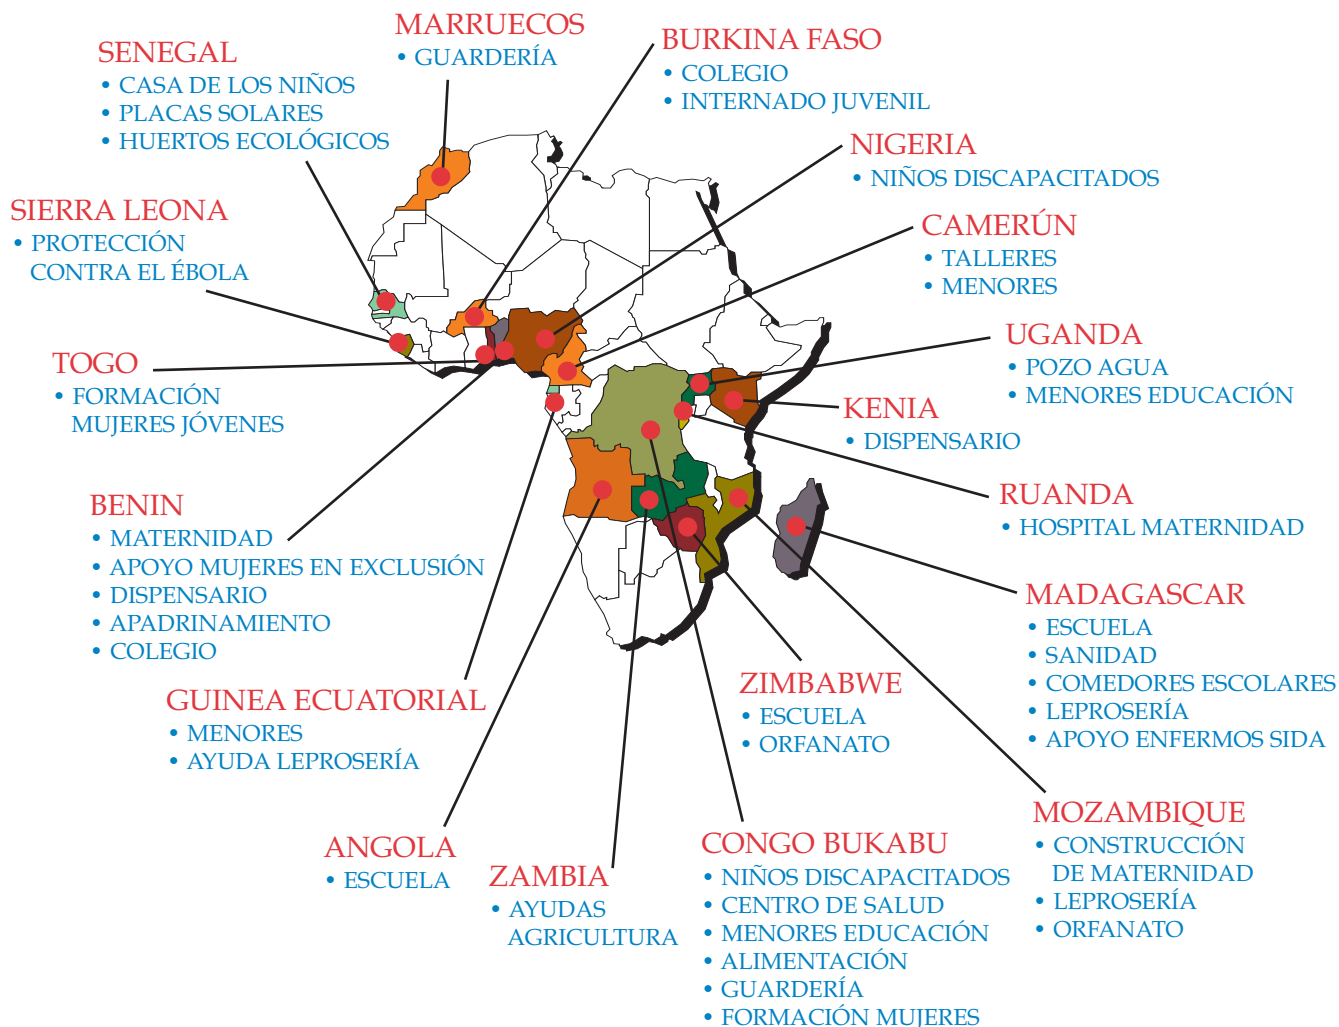 MARRUECOS
• GUARDERÍA
SENEGAL
• CASA DE LOS NIÑOS
• PLACAS SOLARES
• HUERTOS ECOLÓGICOS
BURKINA FASO
• COLEGIO
• INTERNADO JUVENIL
NIGERIA
• NIÑOS DISCAPACITADOS
SIERRA LEONA
• PROTECCIÓN
CONTRA EL ÉBOLA
CAMERÚN
• TALLERES
• MENORES
TOGO
• FORMACIÓN
MUJERES JÓVENES
UGANDA
• POZO AGUA
• MENORES EDUCACIÓN
KENIA
• DISPENSARIO
RUANDA
• HOSPITAL MATERNIDAD
BENIN
• MATERNIDAD
• APOYO MUJERES EN EXCLUSIÓN
• DISPENSARIO
• APADRINAMIENTO
• COLEGIO
MADAGASCAR
• ESCUELA
• SANIDAD
• COMEDORES ESCOLARES
• LEPROSERÍA
• APOYO ENFERMOS SIDA
GUINEA ECUATORIAL
• MENORES
• AYUDA LEPROSERÍA
ZIMBABWE
• ESCUELA
• ORFANATO
MOZAMBIQUE
• CONSTRUCCIÓN
DE MATERNIDAD
• LEPROSERÍA
• ORFANATO
ANGOLA
• ESCUELA
ZAMBIA
• AYUDAS
AGRICULTURA
CONGO BUKABU
• NIÑOS DISCAPACITADOS
• CENTRO DE SALUD
• MENORES EDUCACIÓN
• ALIMENTACIÓN
• GUARDERÍA
• FORMACIÓN MUJERES